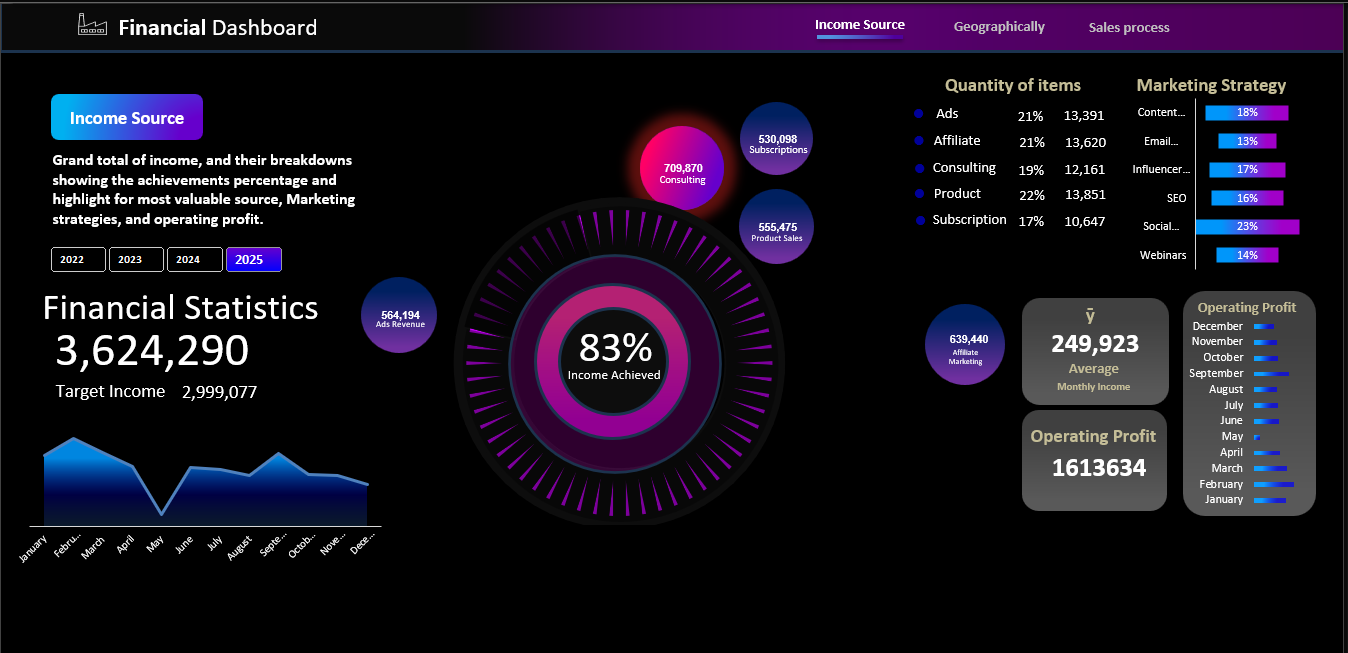 Financial Dashboard
Income Source
Geographically
Sales process
Income Source
Grand total of income, and their breakdowns
showing the achievements percentage and
highlight for most valuable source, Marketing
strategies, and operating profit.
2022
2023
2024
2025
Financial Statistics
3,624,290
Target Income 2,999,077
January
Febru...
March
April
May
June
July
August
Septe...
Octob...
Nove...
Dece...
564,194
Ads Revenue
709,870
Consulting
530,098
Subscriptions
555,475
Product Sales
83%
Income Achieved
639,440
Affiliate
Marketing
Quantity of items
Ads 21% 13,391
Affiliate 21% 13,620
Consulting 19% 12,161
Product 22% 13,851
Subscription 17% 10,647
Marketing Strategy
Content... 18%
Email... 13%
Influencer... 17%
SEO 16%
Social... 23%
Webinars 14%
ȳ
249,923
Average
Monthly Income
Operating Profit
1613634
Operating Profit
December
November
October
September
August
July
June
May
April
March
February
January